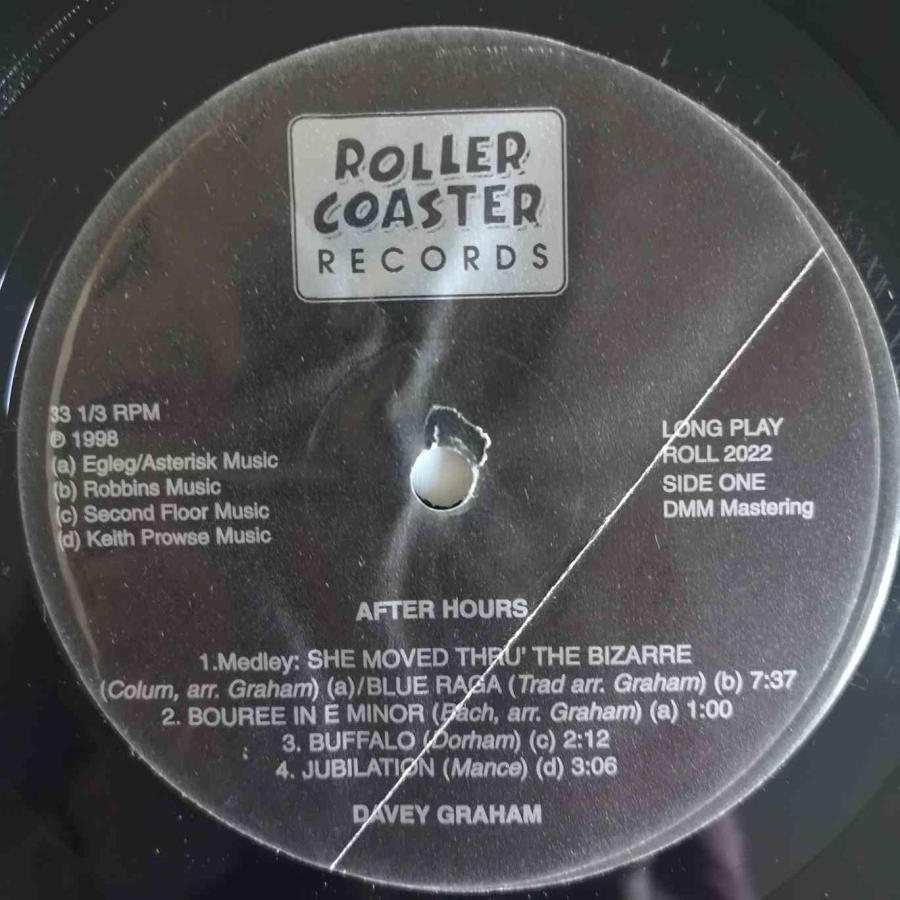 ROLLER
COASTER
RECORDS
33 1/3 RPM
℗ 1998
(a) Egleg/Asterisk Music
(b) Robbins Music
(c) Second Floor Music
(d) Keith Prowse Music
LONG PLAY
ROLL 2022
SIDE ONE
DMM Mastering
AFTER HOURS
1.Medley: SHE MOVED THRU' THE BIZARRE
(Colum, arr. Graham) (a)/BLUE RAGA (Trad arr. Graham) (b) 7:37
2. BOUREE IN E MINOR (Bach, arr. Graham) (a) 1:00
3. BUFFALO (Dorham) (c) 2:12
4. JUBILATION (Mance) (d) 3:06
DAVEY GRAHAM